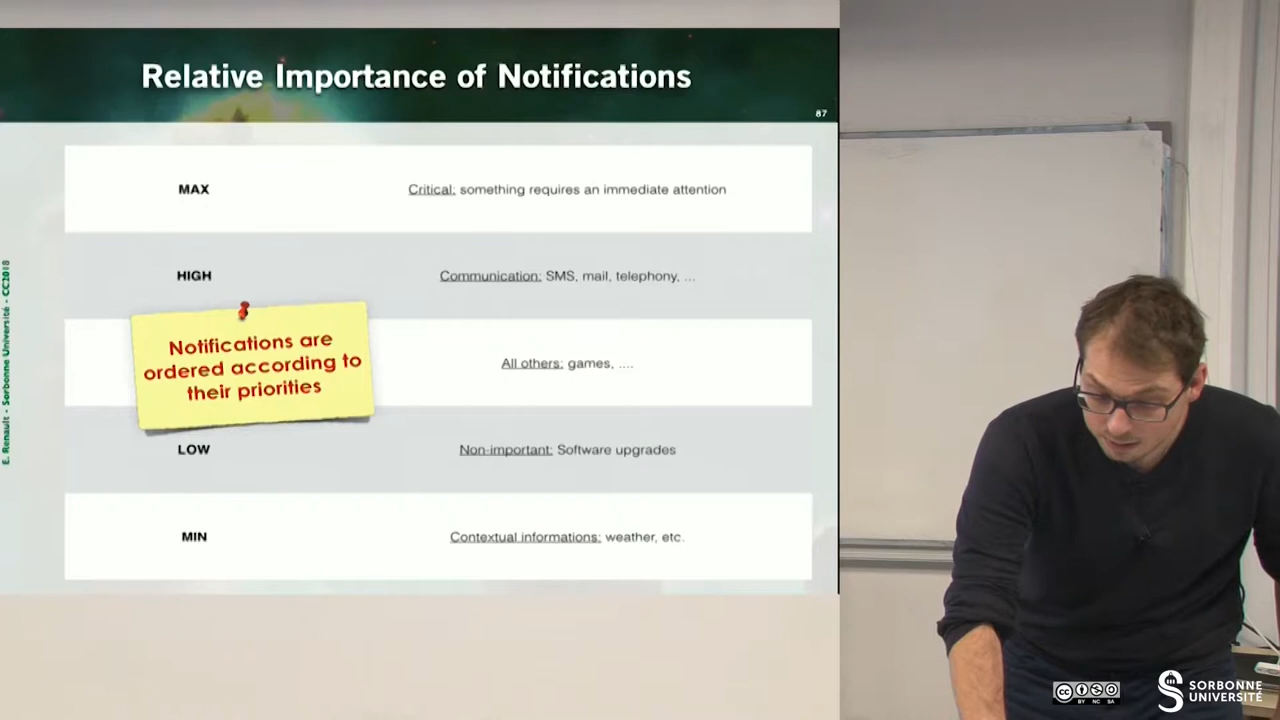 Relative Importance of Notifications
87
MAX
Critical: something requires an immediate attention
HIGH
Communication: SMS, mail, telephony, ...
Notifications are
ordered according to
their priorities
All others: games, ....
LOW
Non-important: Software upgrades
MIN
Contextual informations: weather, etc.
E. Renault - Sorbonne Université - CC2018
CC BY NC SA
SORBONNE
UNIVERSITÉ